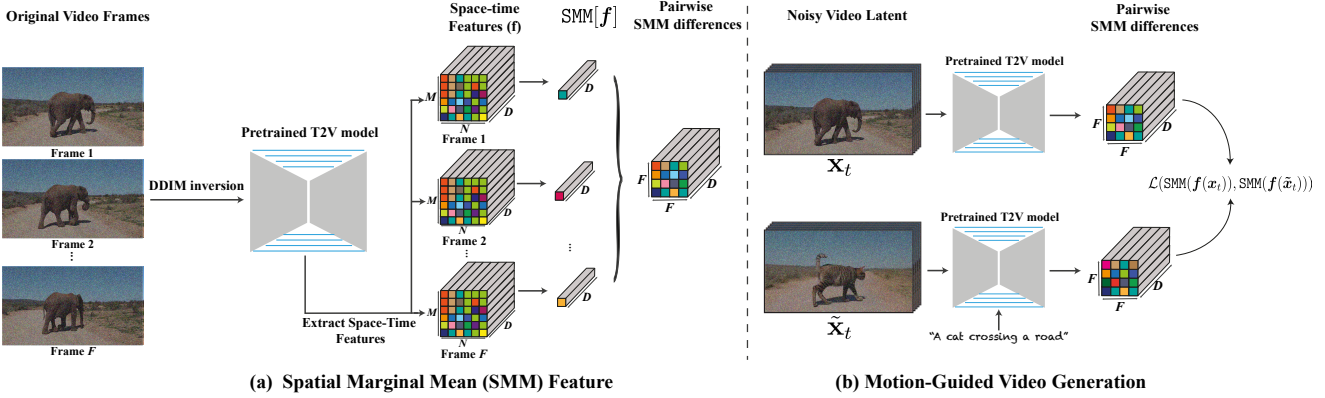 Original Video Frames
Frame 1
Frame 2
⋮
Frame F
DDIM inversion
Pretrained T2V model
Extract Space-Time
Features
Space-time
Features (f)
M
N
D
Frame 1
M
N
D
Frame 2
⋮
M
N
D
Frame F
SMM[f]
D
D
⋮
D
Pairwise
SMM differences
F
F
D
(a) Spatial Marginal Mean (SMM) Feature
Noisy Video Latent
x_t
Pretrained T2V model
Pairwise
SMM differences
F
F
D
x̃_t
Pretrained T2V model
"A cat crossing a road"
F
F
D
ℒ(SMM(f(x_t)), SMM(f(x̃_t)))
(b) Motion-Guided Video Generation